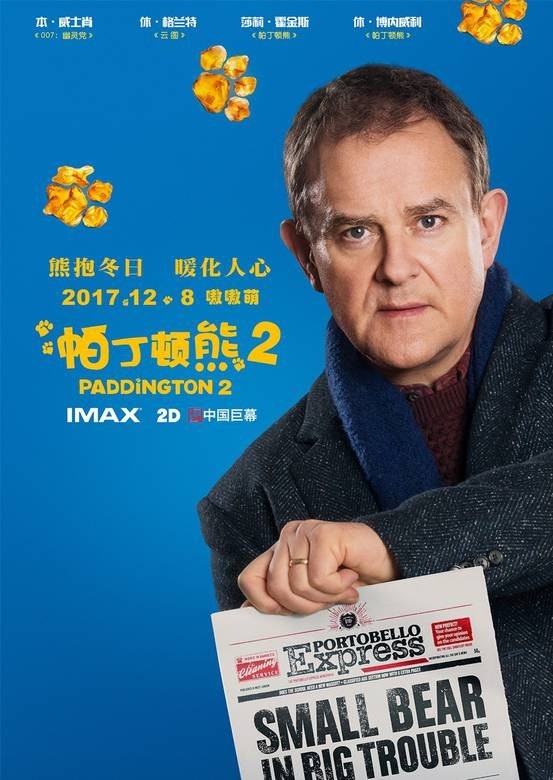 本·威士肖 休·格兰特 莎莉·霍金斯 休·博内威利
《007：幽灵党》 《云图》 《帕丁顿熊》 《帕丁顿熊》
熊抱冬日 暖化人心
2017.12 8 嗷嗷萌
帕丁顿熊2
PADDINGTON 2
IMAX 2D 中国巨幕
PORTOBELLO
Express
Cleaning
SERVICE
SMALL BEAR
IN BIG TROUBLE